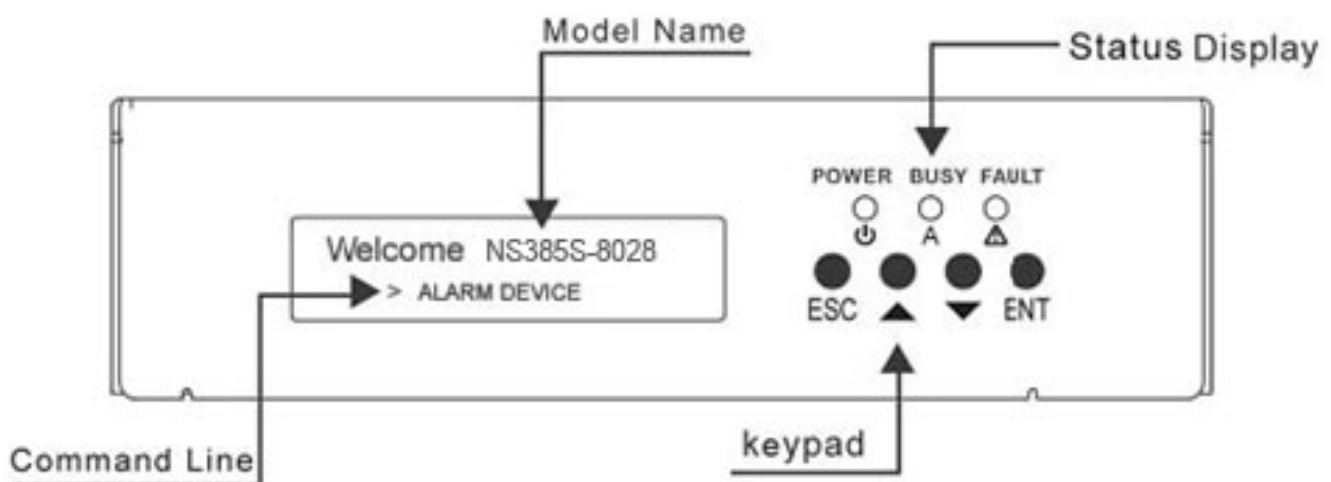 Model Name
Status Display
POWER BUSY FAULT
A
Welcome NS385S-8028
> ALARM DEVICE
ESC ▲ ▼ ENT
Command Line
keypad